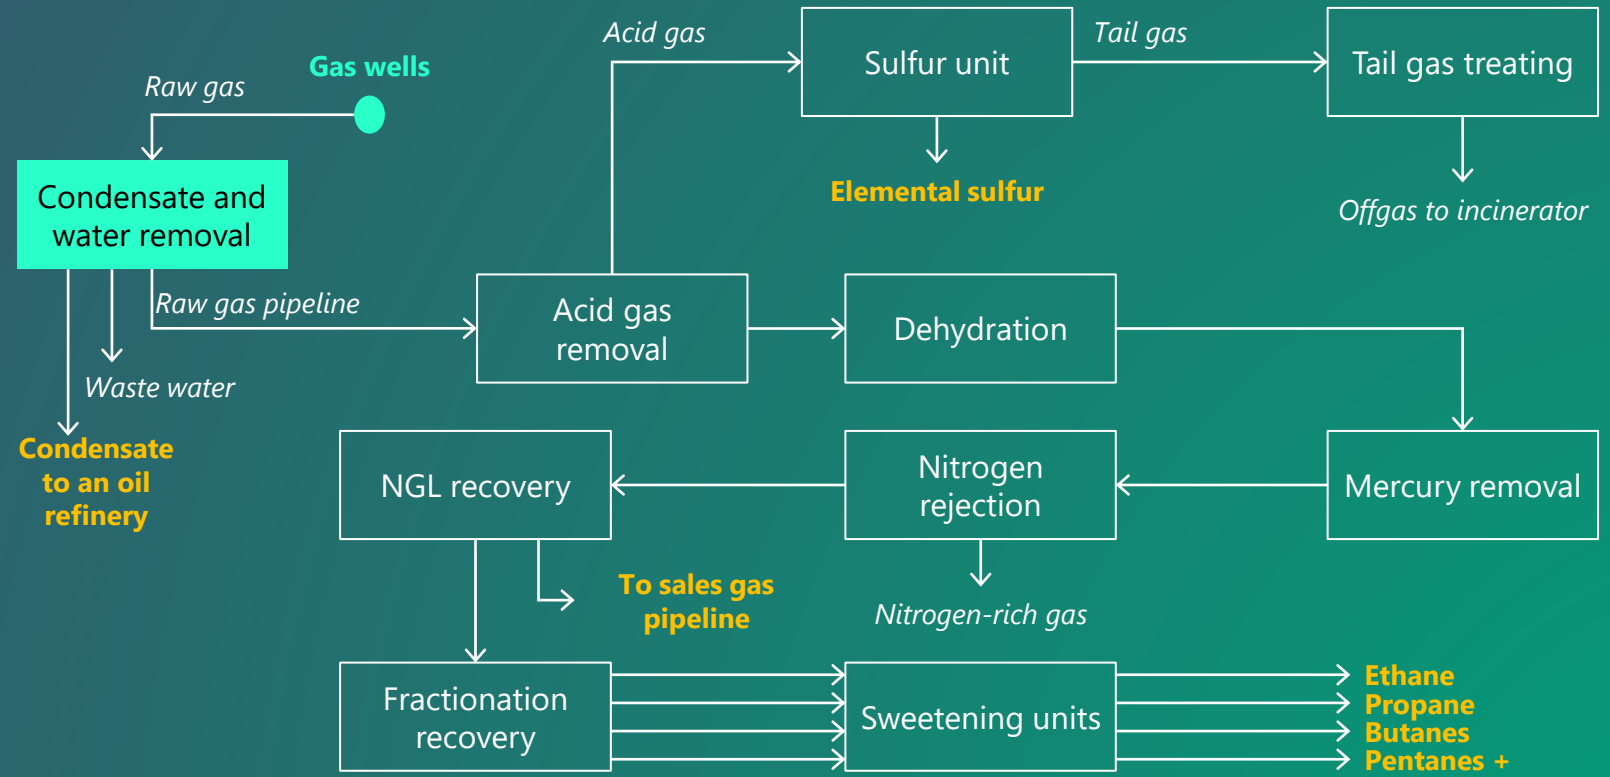 Acid gas
Tail gas
Gas wells
Raw gas
Sulfur unit
Tail gas treating
Condensate and
water removal
Elemental sulfur
Offgas to incinerator
Raw gas pipeline
Acid gas
removal
Dehydration
Waste water
Condensate
to an oil
refinery
NGL recovery
Nitrogen
rejection
Mercury removal
To sales gas
pipeline
Nitrogen-rich gas
Fractionation
recovery
Sweetening units
Ethane
Propane
Butanes
Pentanes +